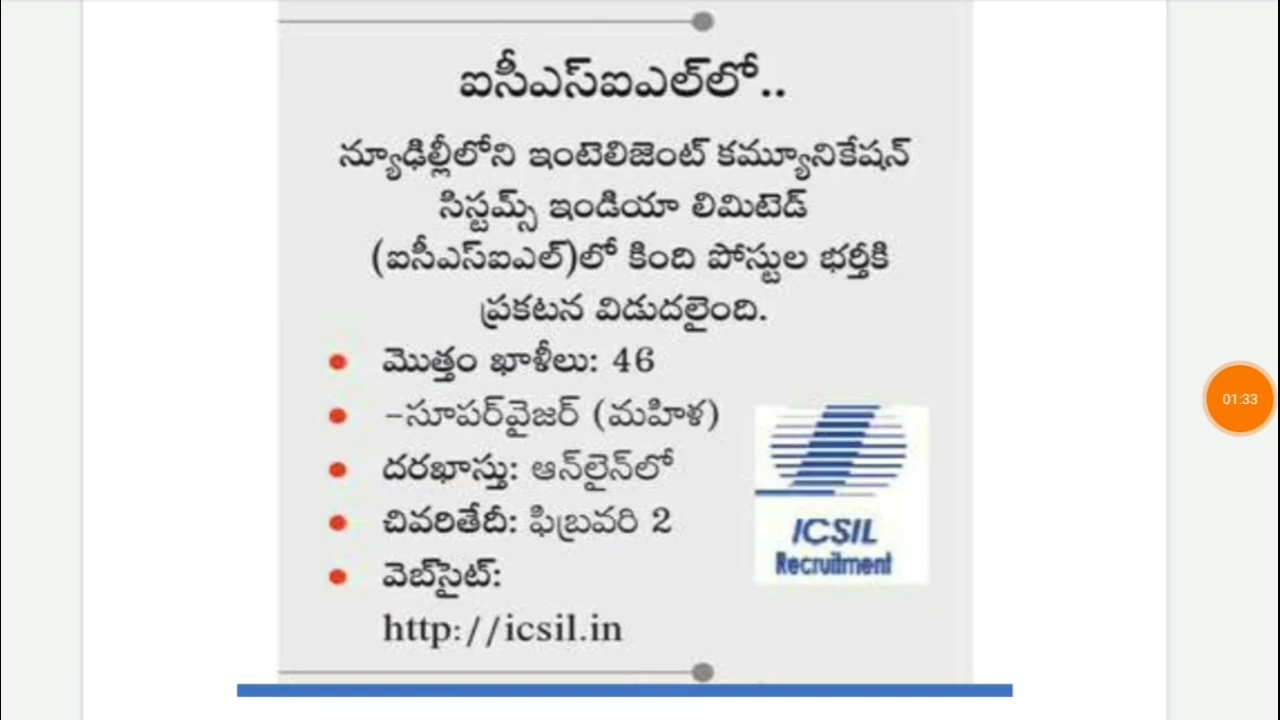 ఐసీఎస్ఐఎల్‌లో..
న్యూఢిల్లీలోని ఇంటెలిజెంట్ కమ్యూనికేషన్
సిస్టమ్స్ ఇండియా లిమిటెడ్
(ఐసీఎస్ఐఎల్)లో కింది పోస్టుల భర్తీకి
ప్రకటన విడుదలైంది.
• మొత్తం ఖాళీలు: 46
• -సూపర్‌వైజర్ (మహిళ)
• దరఖాస్తు: ఆన్‌లైన్‌లో
• చివరితేదీ: ఫిబ్రవరి 2
• వెబ్‌సైట్:
http://icsil.in
ICSIL
Recruitment
01:33